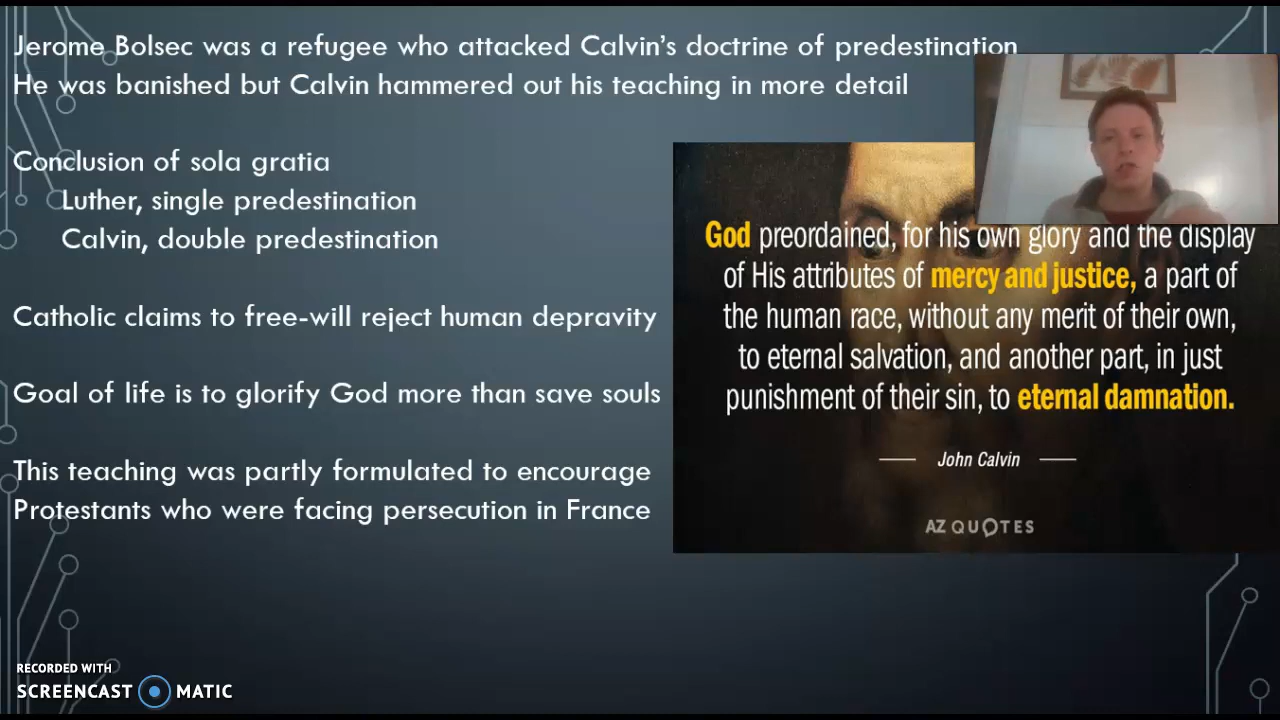 Jerome Bolsec was a refugee who attacked Calvin's doctrine of predestination
He was banished but Calvin hammered out his teaching in more detail
Conclusion of sola gratia
Luther, single predestination
Calvin, double predestination
Catholic claims to free-will reject human depravity
Goal of life is to glorify God more than save souls
This teaching was partly formulated to encourage
Protestants who were facing persecution in France
God preordained, for his own glory and the display
of His attributes of mercy and justice, a part of
the human race, without any merit of their own,
to eternal salvation, and another part, in just
punishment of their sin, to eternal damnation.
John Calvin
AZ QUOTES
RECORDED WITH
SCREENCAST MATIC